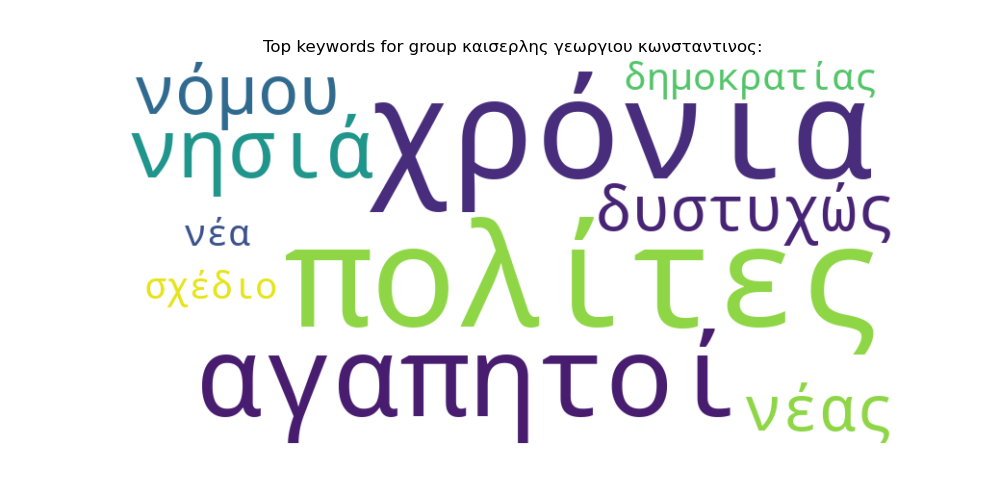 Top keywords for group καισερλης γεωργιου κωνσταντινος:
νόμου
δημοκρατίας
νησιά
χρόνια
δυστυχώς
νέα
σχέδιο
πολίτες
αγαπητοί
νέας